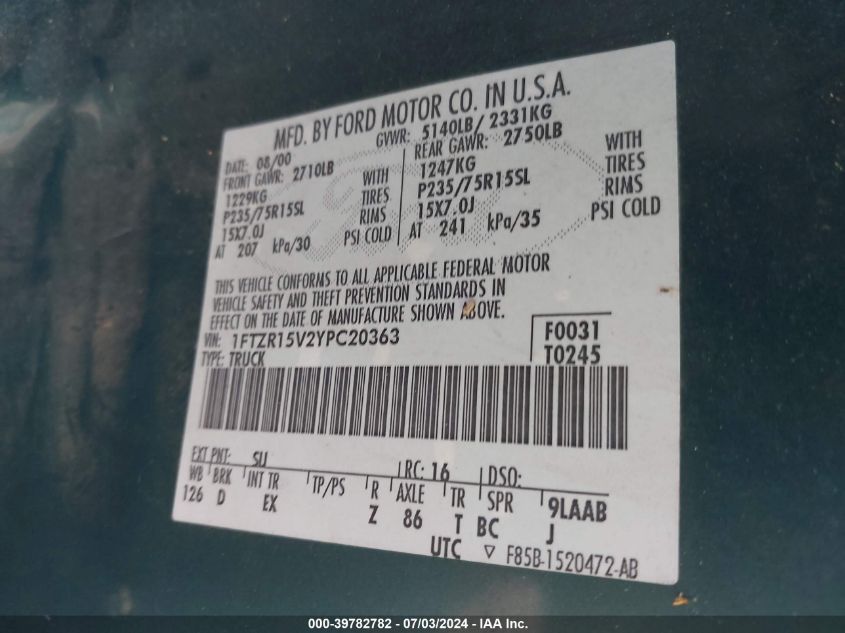 MFD. BY FORD MOTOR CO. IN U.S.A.
DATE: 08/00 GVWR: 5140LB/ 2331KG
FRONT GAWR: 2710LB REAR GAWR: 2750LB
1229KG WITH 1247KG WITH
P235/75R15SL TIRES P235/75R15SL TIRES
15X7.0J RIMS 15X7.0J RIMS
AT 207 kPa/30 PSI COLD AT 241 kPa/35 PSI COLD
THIS VEHICLE CONFORMS TO ALL APPLICABLE FEDERAL MOTOR
VEHICLE SAFETY AND THEFT PREVENTION STANDARDS IN
EFFECT ON THE DATE OF MANUFACTURE SHOWN ABOVE.
VIN: 1FTZR15V2YPC20363 F0031
TYPE: TRUCK T0245
EXT PNT: SU RC: 16 DSO:
WB BRK INT TR TP/PS R AXLE TR SPR 9LAAB
126 D EX Z 86 T BC J
UTC ▽ F85B-1520472-AB
000-39782782 - 07/03/2024 - IAA Inc.